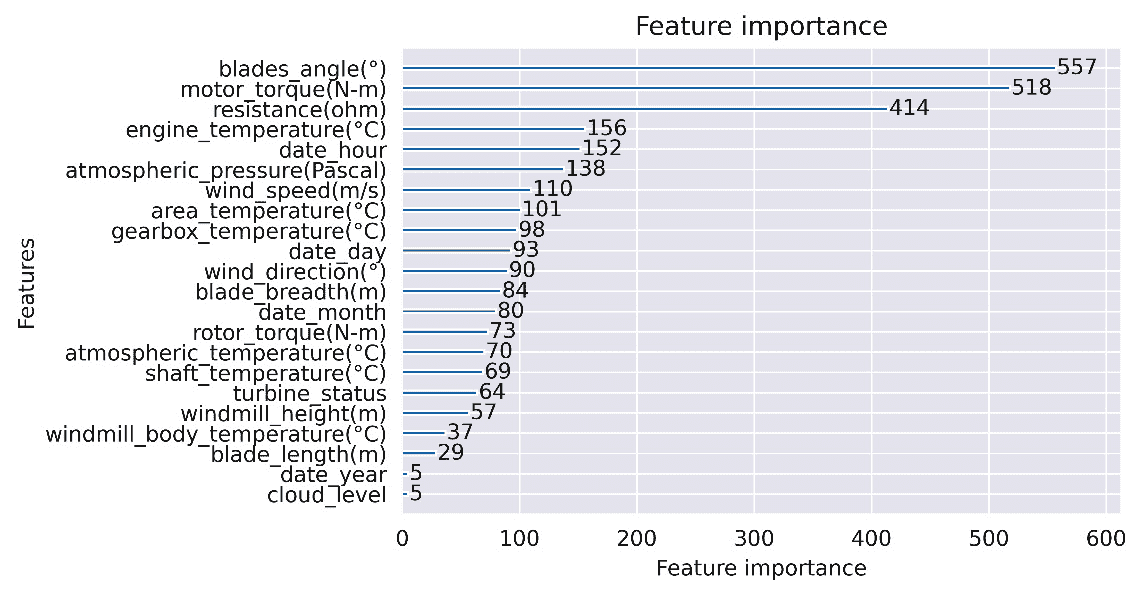 Feature importance
Features
blades_angle(°) 557
motor_torque(N-m) 518
resistance(ohm) 414
engine_temperature(°C) 156
date_hour 152
atmospheric_pressure(Pascal) 138
wind_speed(m/s) 110
area_temperature(°C) 101
gearbox_temperature(°C) 98
date_day 93
wind_direction(°) 90
blade_breadth(m) 84
date_month 80
rotor_torque(N-m) 73
atmospheric_temperature(°C) 70
shaft_temperature(°C) 69
turbine_status 64
windmill_height(m) 57
windmill_body_temperature(°C) 37
blade_length(m) 29
date_year 5
cloud_level 5
0 100 200 300 400 500 600
Feature importance